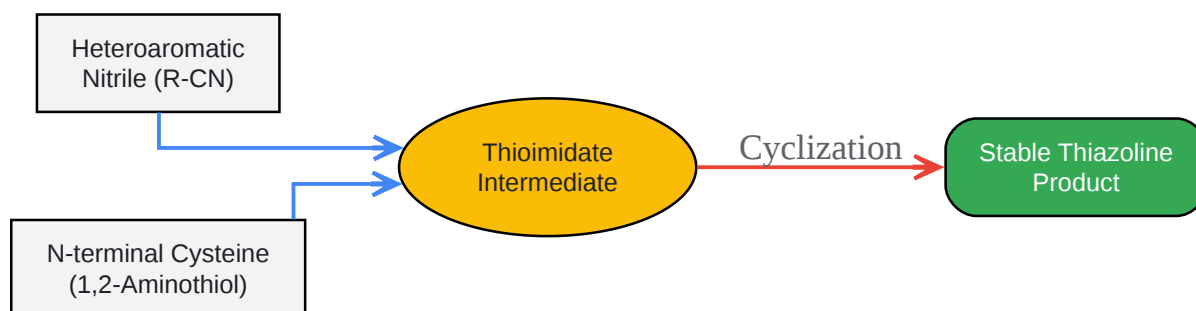 Heteroaromatic
Nitrile (R-CN)
N-terminal Cysteine
(1,2-Aminothiol)
Thioimidate
Intermediate
Cyclization
Stable Thiazoline
Product